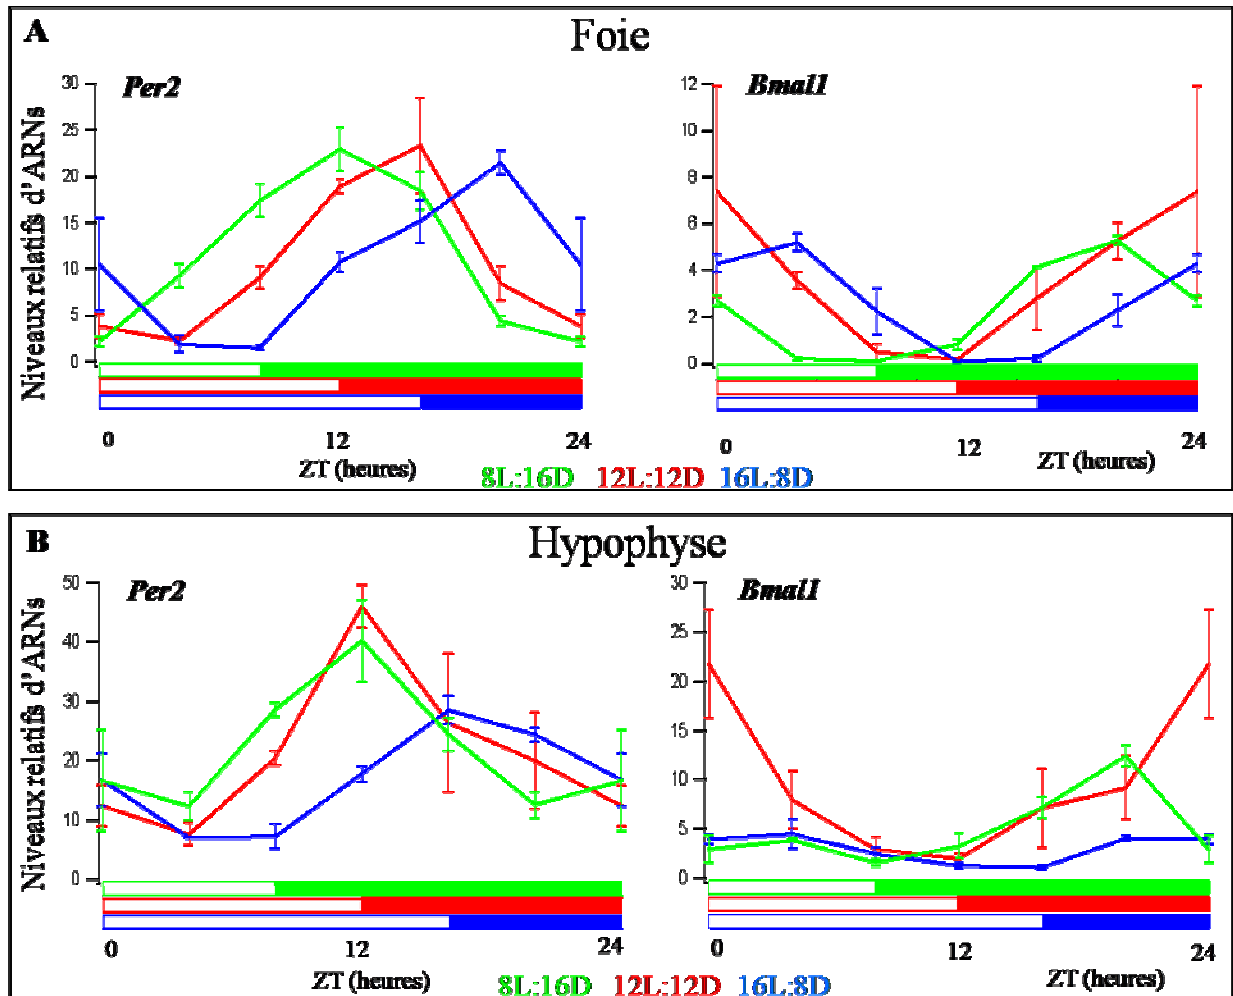 A
Foie
Per2
Bmal1
Niveaux relatifs d'ARNs
30
25
20
15
10
5
0
12
10
8
6
4
2
0
0
12
24
ZT (heures)
0
12
24
ZT (heures)
8L:16D 12L:12D 16L:8D
B
Hypophyse
Per2
Bmal1
Niveaux relatifs d'ARNs
50
40
30
20
10
0
30
25
20
15
10
5
0
0
12
24
ZT (heures)
0
12
24
ZT (heures)
8L:16D 12L:12D 16L:8D